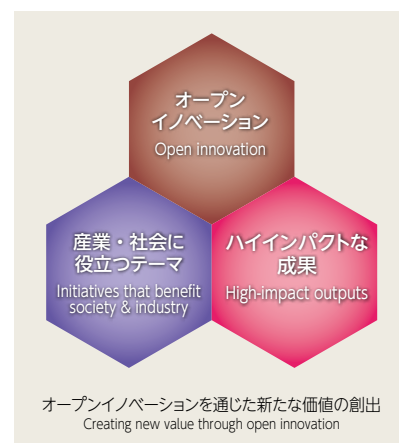 オープン
イノベーション
Open innovation
産業・社会に
役立つテーマ
Initiatives that benefit
society & industry
ハイインパクトな
成果
High-impact outputs
オープンイノベーションを通じた新たな価値の創出
Creating new value through open innovation